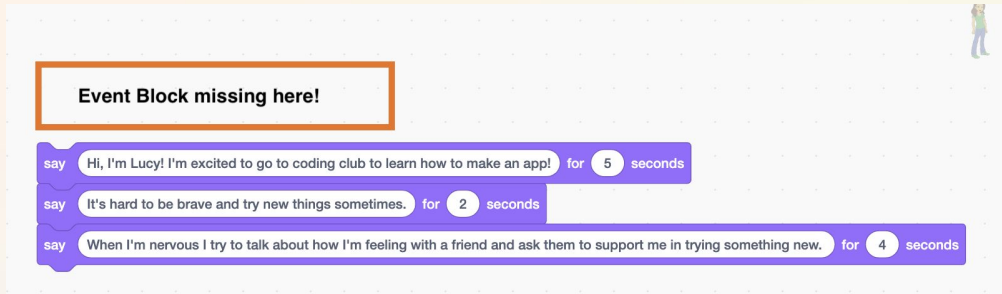 Event Block missing here!
say Hi, I'm Lucy! I'm excited to go to coding club to learn how to make an app! for 5 seconds
say It's hard to be brave and try new things sometimes. for 2 seconds
say When I'm nervous I try to talk about how I'm feeling with a friend and ask them to support me in trying something new. for 4 seconds